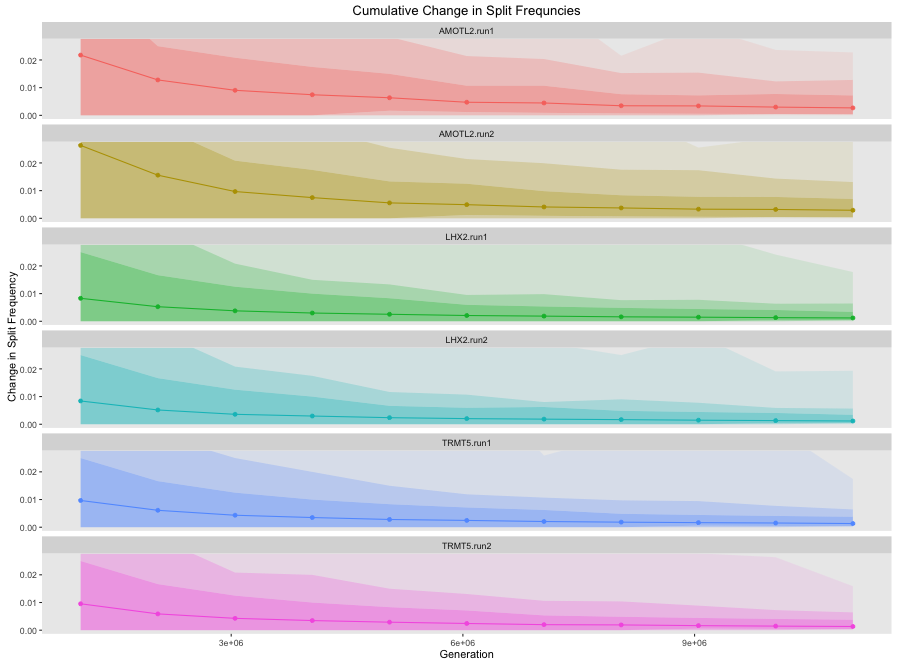 Cumulative Change in Split Frequncies
AMOTL2.run1
0.02
0.01
0.00
AMOTL2.run2
0.02
0.01
0.00
LHX2.run1
0.02
0.01
0.00
LHX2.run2
0.02
0.01
0.00
TRMT5.run1
0.02
0.01
0.00
TRMT5.run2
0.02
0.01
0.00
Change in Split Frequency
3e+06
6e+06
9e+06
Generation